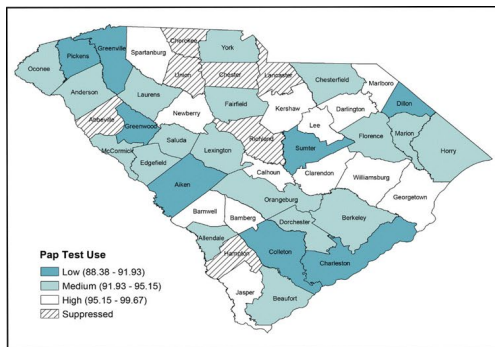 Cherokee
Greenville
Spartanburg
York
Pickens
Oconee
Union
Chester
Lancaster
Chesterfield
Marlboro
Anderson
Laurens
Dillon
Fairfield
Kershaw
Darlington
Newberry
Abbeville
Greenwood
Lee
Marion
Florence
Saluda
Richland
Sumter
Horry
McCormick
Lexington
Edgefield
Calhoun
Clarendon
Williamsburg
Aiken
Orangeburg
Georgetown
Barnwell
Bamberg
Dorchester
Berkeley
Allendale
Hampton
Colleton
Charleston
Jasper
Beaufort
Pap Test Use
Low (88.38 - 91.93)
Medium (91.93 - 95.15)
High (95.15 - 99.67)
Suppressed